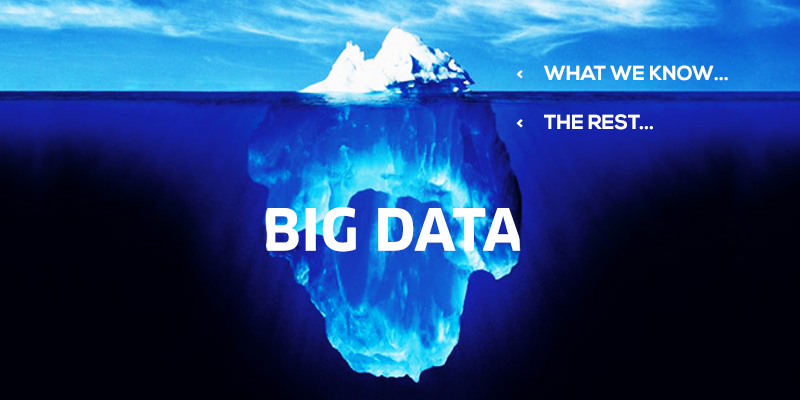 WHAT WE KNOW...
THE REST...
BIG DATA